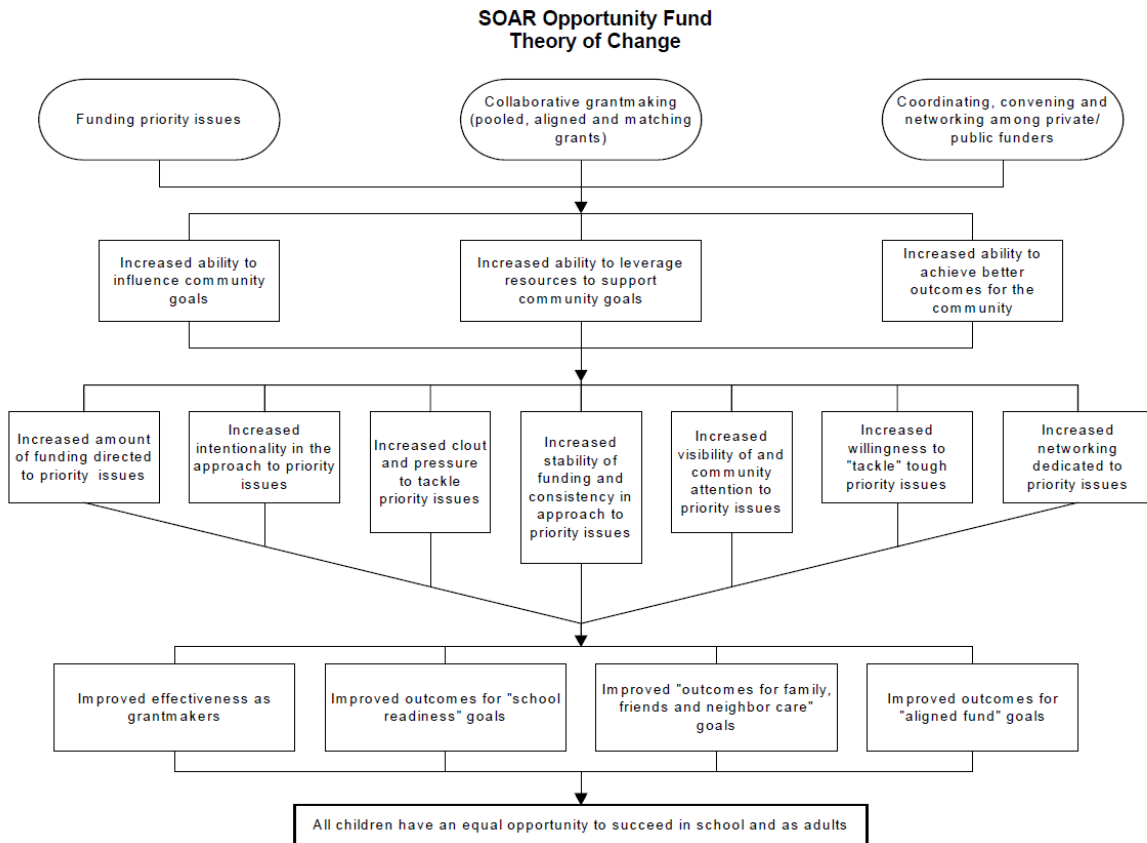 SOAR Opportunity Fund
Theory of Change
Funding priority issues
Collaborative grantmaking
(pooled, aligned and matching
grants)
Coordinating, convening and
networking among private/
public funders
Increased ability to
influence community
goals
Increased ability to leverage
resources to support
community goals
Increased ability to
achieve better
outcomes for the
community
Increased amount
of funding directed
to priority issues
Increased
intentionality in the
approach to priority
issues
Increased clout
and pressure to
tackle priority
issues
Increased
stability of
funding and
consistency in
approach to
priority issues
Increased
visibility of and
community
attention to
priority issues
Increased
willingness to
"tackle" tough
priority issues
Increased
networking
dedicated to
priority issues
Improved effectiveness as
grantmakers
Improved outcomes for "school
readiness" goals
Improved "outcomes for family,
friends and neighbor care"
goals
Improved outcomes for
"aligned fund" goals
All children have an equal opportunity to succeed in school and as adults